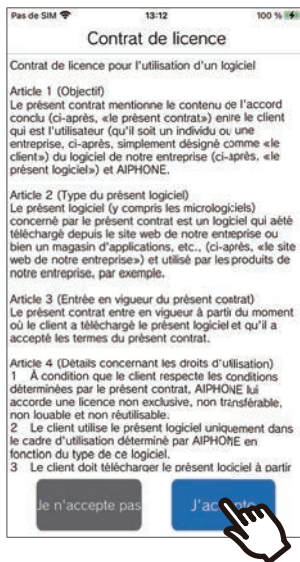 Pas de SIM 13:12 100 %
Contrat de licence
Contrat de licence pour l'utilisation d'un logiciel
Article 1 (Objectif)
Le présent contrat mentionne le contenu de l'accord
conclu (ci-après, «le présent contrat») entre le client
qui est l'utilisateur (qu'il soit un individu ou une
entreprise, ci-après, simplement désigné comme «le
client») du logiciel de notre entreprise (ci-après, «le
présent logiciel») et AIPHONE.
Article 2 (Type du présent logiciel)
Le présent logiciel (y compris les micrologiciels)
concerné par le présent contrat est un logiciel qui aété
téléchargé depuis le site web de notre entreprise ou
bien un magasin d'applications, etc., (ci-après, «le site
web de notre entreprise») et utilisé par les produits de
notre entreprise, par exemple.
Article 3 (Entrée en vigueur du présent contrat)
Le présent contrat entre en vigueur à partir du moment
où le client a téléchargé le présent logiciel et qu'il a
accepté les termes du présent contrat.
Article 4 (Détails concernant les droits d'utilisation)
1 À condition que le client respecte les conditions
déterminées par le présent contrat, AIPHONE lui
accorde une licence non exclusive, non transférable,
non louable et non réutilisable.
2 Le client utilise le présent logiciel uniquement dans
le cadre d'utilisation déterminé par AIPHONE en
fonction du type de ce logiciel.
3 Le client doit télécharger le présent logiciel à partir
Je n'accepte pas
J'accepte